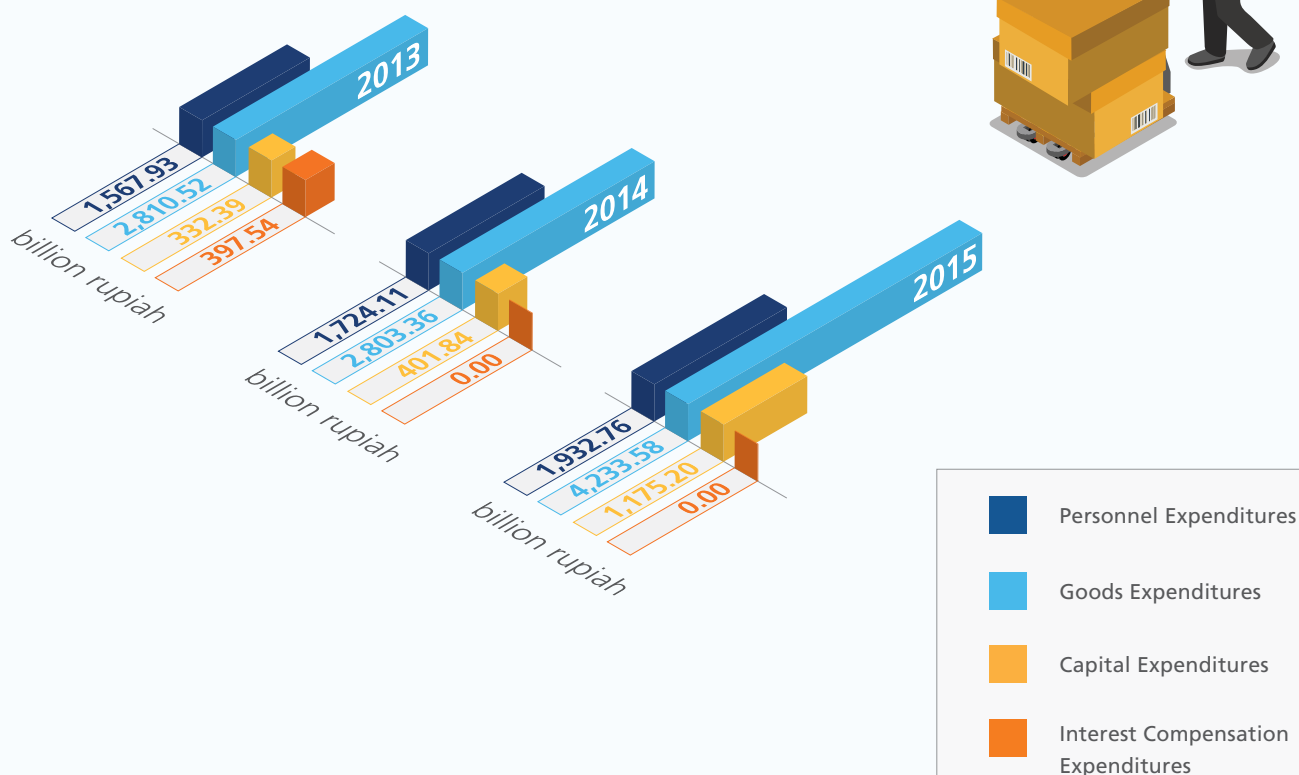 2013
1,567.93
2,810.52
332.39
397.54
billion rupiah
2014
1,724.11
2,803.36
401.84
0.00
billion rupiah
2015
1,932.76
4,233.58
1,175.20
0.00
billion rupiah
Personnel Expenditures
Goods Expenditures
Capital Expenditures
Interest Compensation
Expenditures